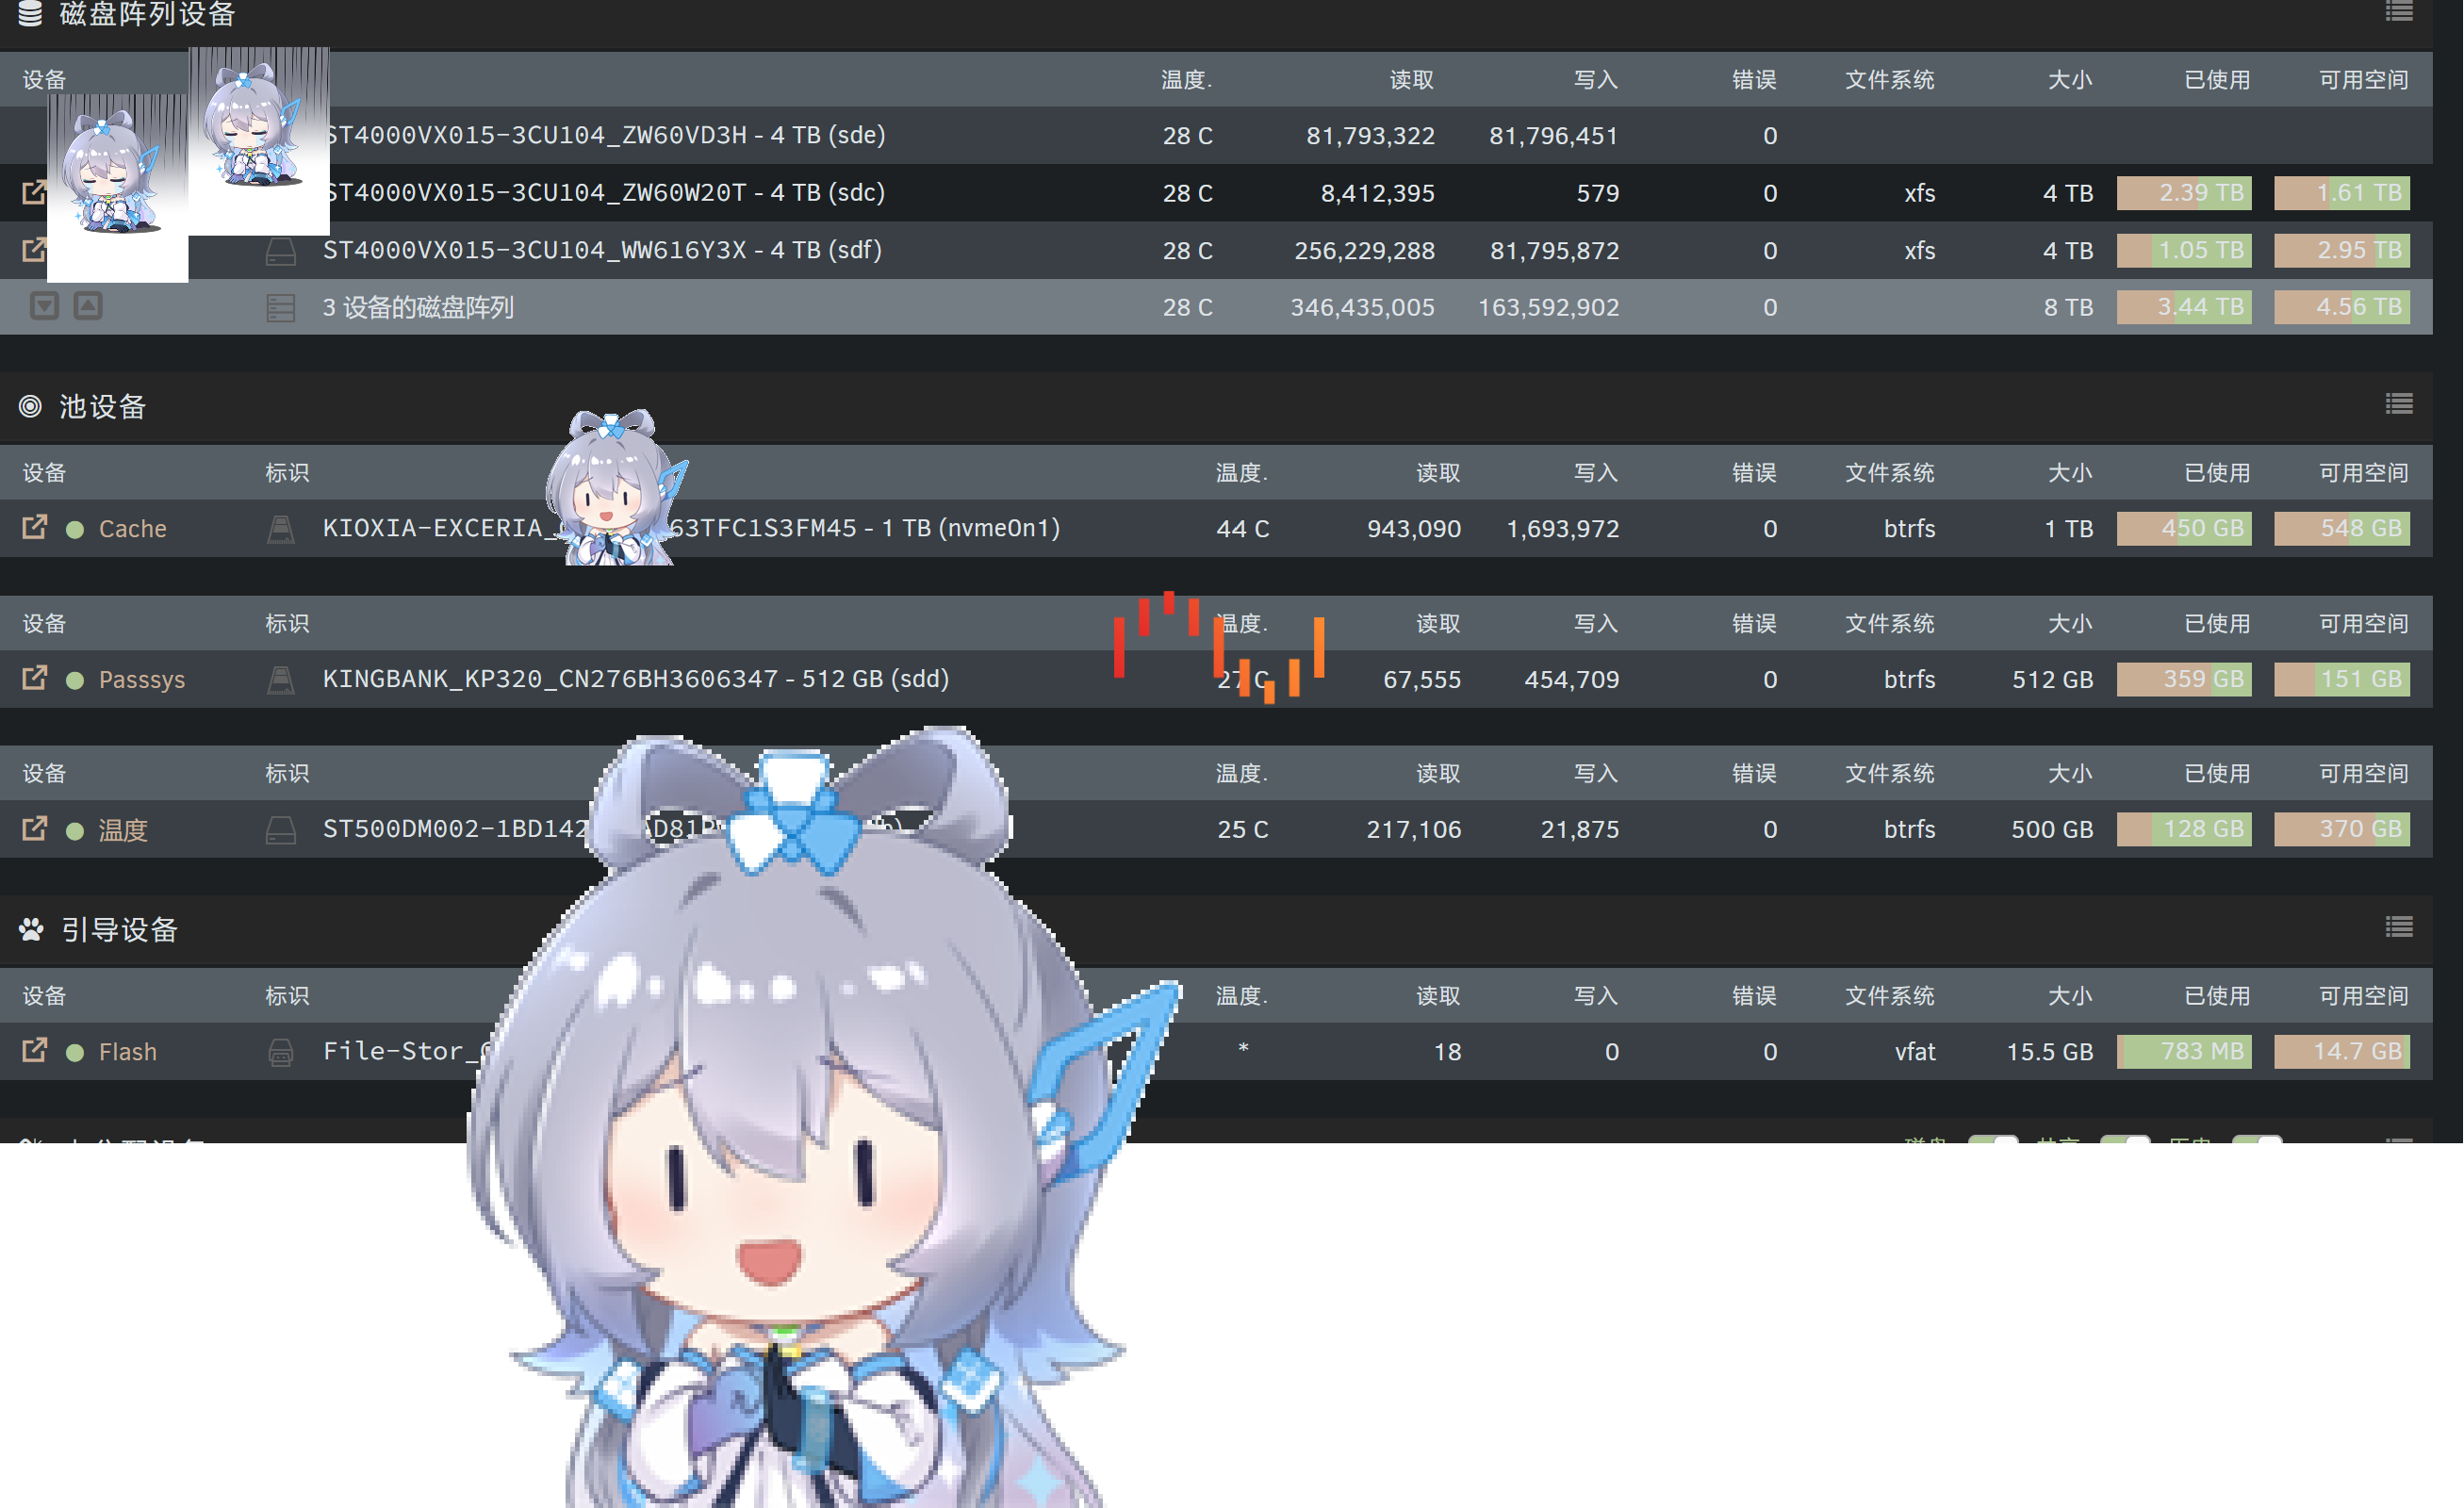 磁盘阵列设备
设备 温度. 读取 写入 错误 文件系统 大小 已使用 可用空间
ST4000VX015-3CU104_ZW60VD3H - 4 TB (sde) 28 C 81,793,322 81,796,451 0
ST4000VX015-3CU104_ZW60W20T - 4 TB (sdc) 28 C 8,412,395 579 0 xfs 4 TB 2.39 TB 1.61 TB
ST4000VX015-3CU104_WW616Y3X - 4 TB (sdf) 28 C 256,229,288 81,795,872 0 xfs 4 TB 1.05 TB 2.95 TB
3 设备的磁盘阵列 28 C 346,435,005 163,592,902 0 8 TB 3.44 TB 4.56 TB
池设备
设备 标识 温度. 读取 写入 错误 文件系统 大小 已使用 可用空间
Cache KIOXIA-EXCERIA_ 63TFC1S3FM45 - 1 TB (nvme0n1) 44 C 943,090 1,693,972 0 btrfs 1 TB 450 GB 548 GB
设备 标识 温度. 读取 写入 错误 文件系统 大小 已使用 可用空间
Passsys KINGBANK_KP320_CN276BH3606347 - 512 GB (sdd) 27 C 67,555 454,709 0 btrfs 512 GB 359 GB 151 GB
设备 标识 温度. 读取 写入 错误 文件系统 大小 已使用 可用空间
温度 ST500DM002-1BD142 AD81 25 C 217,106 21,875 0 btrfs 500 GB 128 GB 370 GB
引导设备
设备 标识 温度. 读取 写入 错误 文件系统 大小 已使用 可用空间
Flash File-Stor_ * 18 0 0 vfat 15.5 GB 783 MB 14.7 GB